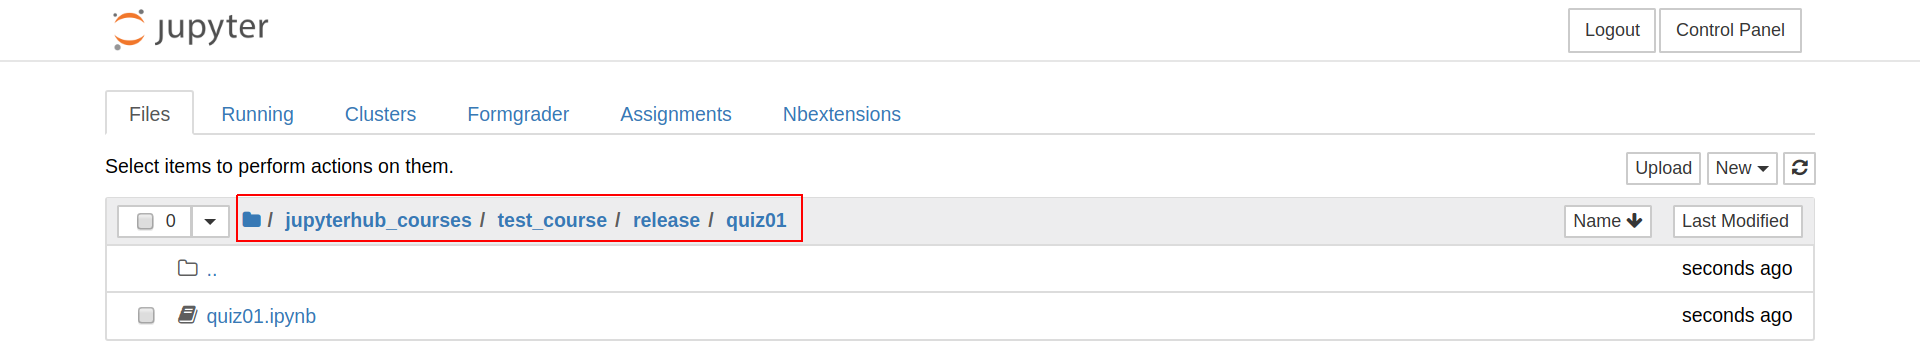 jupyter Logout Control Panel
Files Running Clusters Formgrader Assignments Nbextensions
Select items to perform actions on them. Upload New
0 / jupyterhub_courses / test_course / release / quiz01 Name Last Modified
.. seconds ago
quiz01.ipynb seconds ago